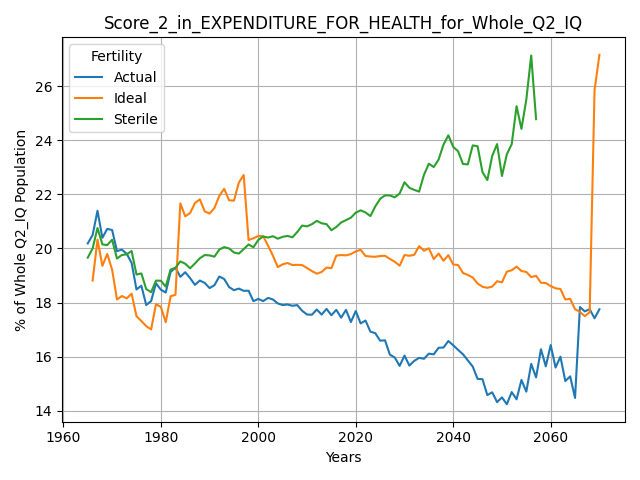 Score_2_in_EXPENDITURE_FOR_HEALTH_for_Whole_Q2_IQ
Fertility
Actual
Ideal
Sterile
% of Whole Q2_IQ Population
26
24
22
20
18
16
14
1960
1980
2000
2020
2040
2060
Years